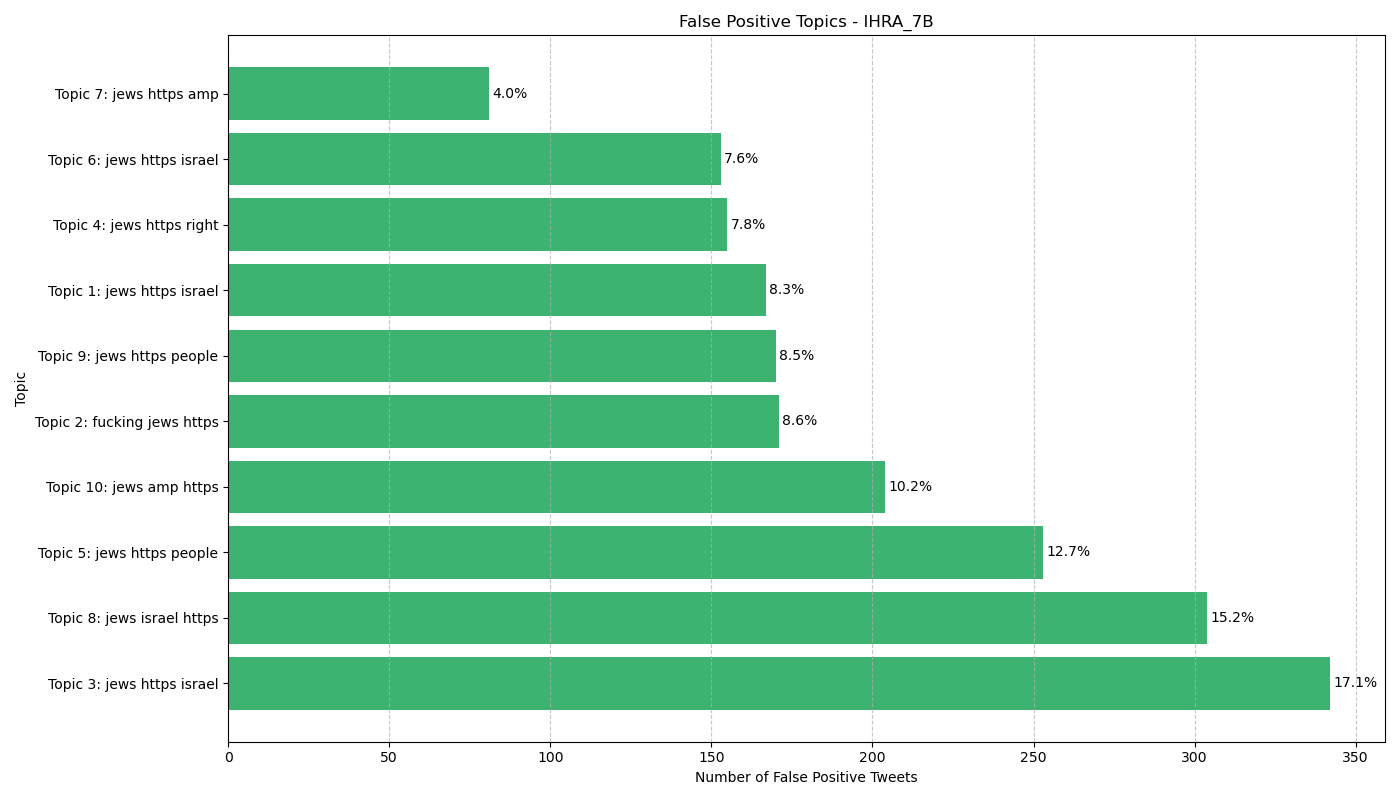 False Positive Topics - IHRA_7B
Topic
Topic 7: jews https amp
4.0%
Topic 6: jews https israel
7.6%
Topic 4: jews https right
7.8%
Topic 1: jews https israel
8.3%
Topic 9: jews https people
8.5%
Topic 2: fucking jews https
8.6%
Topic 10: jews amp https
10.2%
Topic 5: jews https people
12.7%
Topic 8: jews israel https
15.2%
Topic 3: jews https israel
17.1%
0 50 100 150 200 250 300 350
Number of False Positive Tweets